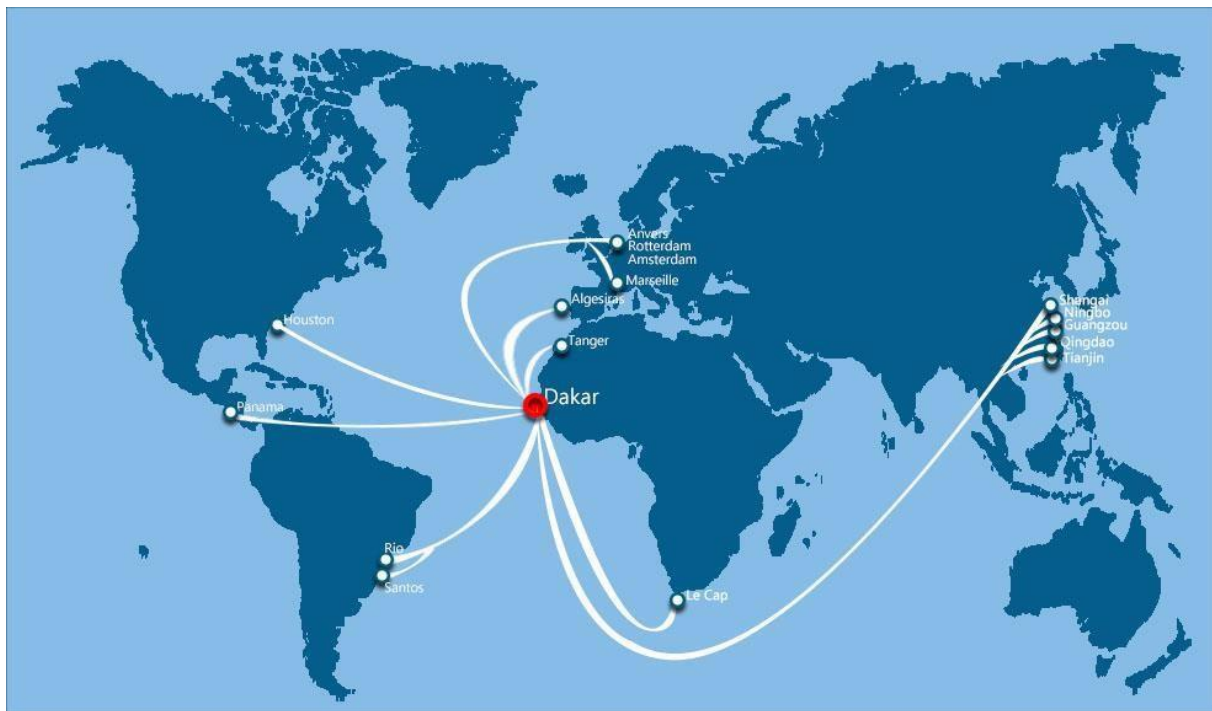 Anvers
Rotterdam
Amsterdam
Marseille
Algesiras
Shangai
Ningbo
Guangzou
Houston
Tanger
Qingdao
Tianjin
Dakar
Panama
Rio
Santos
Le Cap